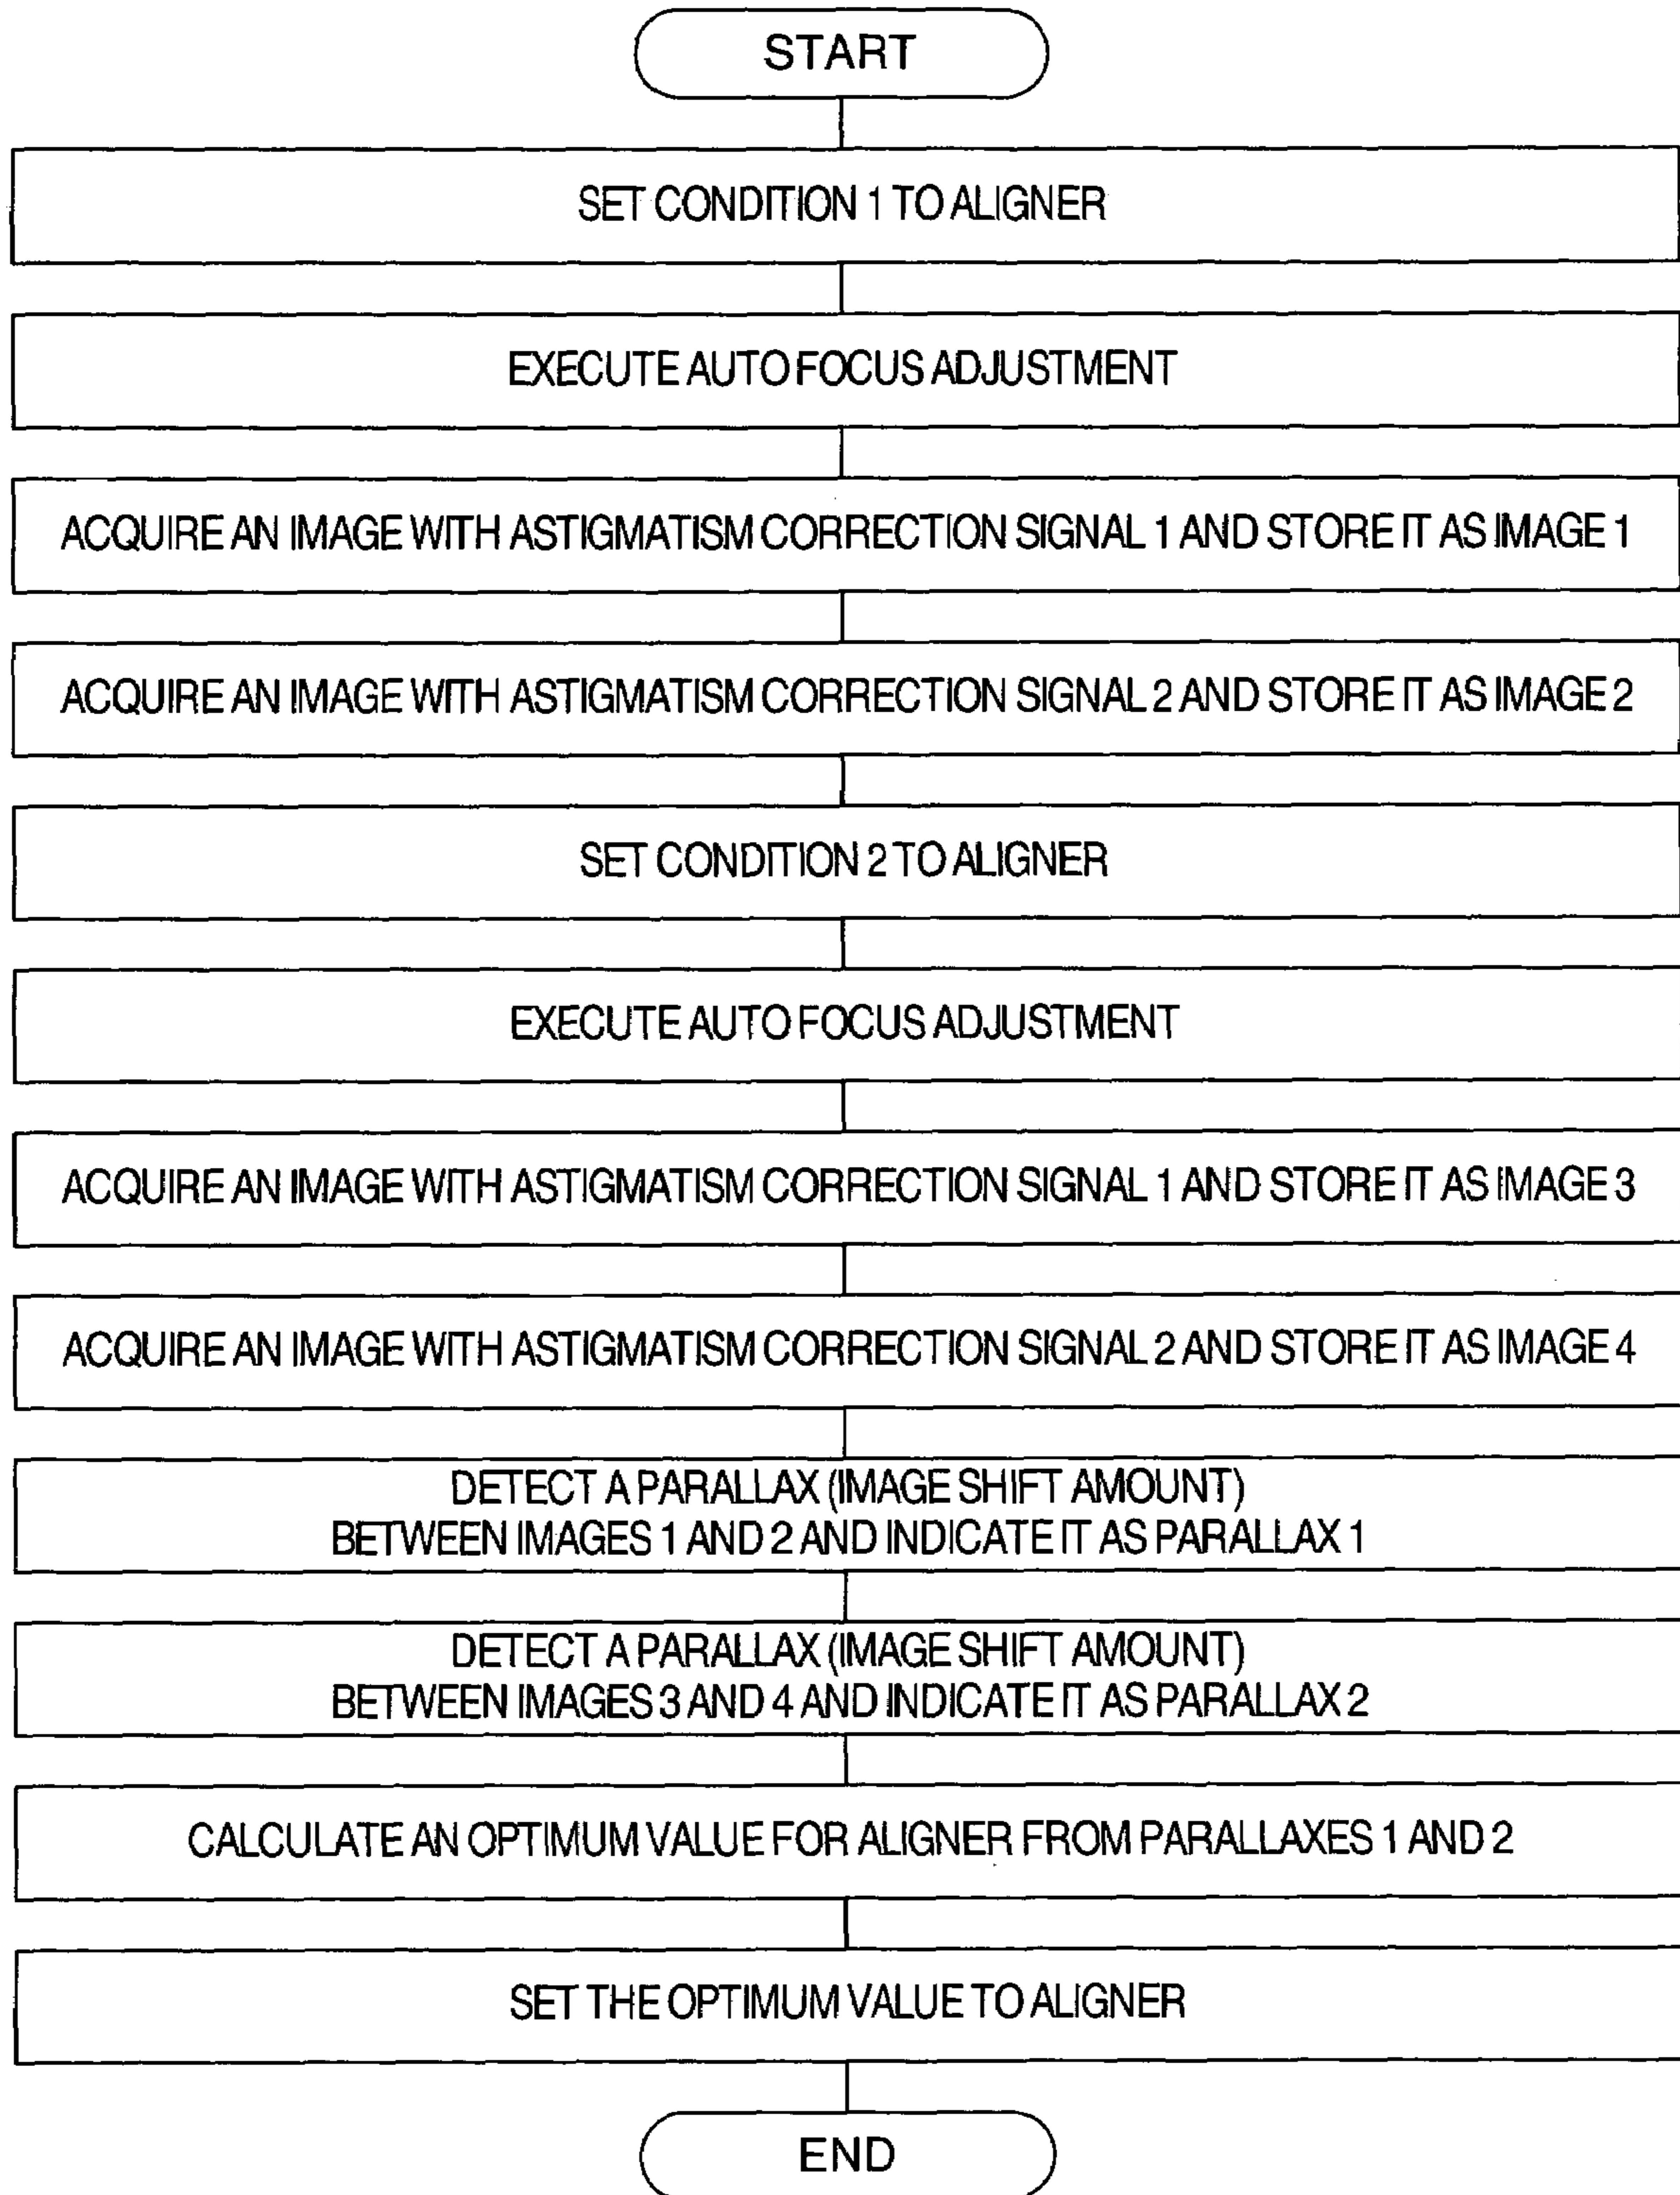 START
SET CONDITION 1 TO ALIGNER
EXECUTE AUTO FOCUS ADJUSTMENT
ACQUIRE AN IMAGE WITH ASTIGMATISM CORRECTION SIGNAL 1 AND STORE IT AS IMAGE 1
ACQUIRE AN IMAGE WITH ASTIGMATISM CORRECTION SIGNAL 2 AND STORE IT AS IMAGE 2
SET CONDITION 2 TO ALIGNER
EXECUTE AUTO FOCUS ADJUSTMENT
ACQUIRE AN IMAGE WITH ASTIGMATISM CORRECTION SIGNAL 1 AND STORE IT AS IMAGE 3
ACQUIRE AN IMAGE WITH ASTIGMATISM CORRECTION SIGNAL 2 AND STORE IT AS IMAGE 4
DETECT A PARALLAX (IMAGE SHIFT AMOUNT)
BETWEEN IMAGES 1 AND 2 AND INDICATE IT AS PARALLAX 1
DETECT A PARALLAX (IMAGE SHIFT AMOUNT)
BETWEEN IMAGES 3 AND 4 AND INDICATE IT AS PARALLAX 2
CALCULATE AN OPTIMUM VALUE FOR ALIGNER FROM PARALLAXES 1 AND 2
SET THE OPTIMUM VALUE TO ALIGNER
END